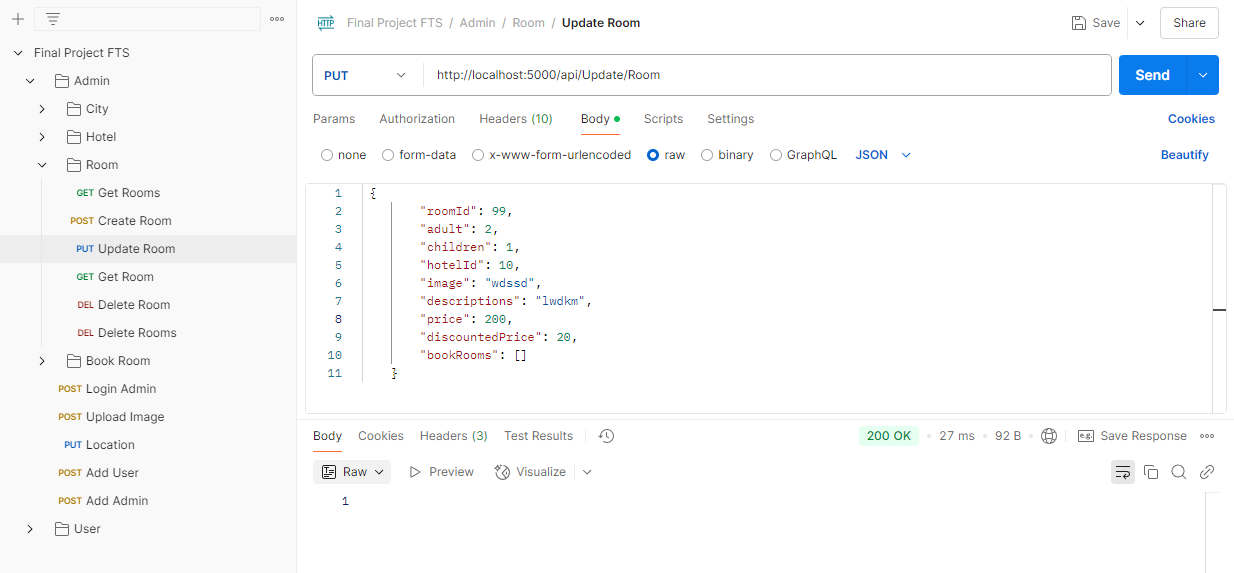 HTTP Final Project FTS / Admin / Room / Update Room
Save
Share
Final Project FTS
Admin
City
Hotel
Room
GET Get Rooms
POST Create Room
PUT Update Room
GET Get Room
DEL Delete Room
DEL Delete Rooms
Book Room
POST Login Admin
POST Upload Image
PUT Location
POST Add User
POST Add Admin
User
PUT http://localhost:5000/api/Update/Room
Send
Params Authorization Headers (10) Body Scripts Settings Cookies
none form-data x-www-form-urlencoded raw binary GraphQL JSON Beautify
1 {
2 "roomId": 99,
3 "adult": 2,
4 "children": 1,
5 "hotelId": 10,
6 "image": "wdssd",
7 "descriptions": "lwdkm",
8 "price": 200,
9 "discountedPrice": 20,
10 "bookRooms": []
11 }
Body Cookies Headers (3) Test Results 200 OK • 27 ms • 92 B • e.g. Save Response
Raw Preview Visualize
1